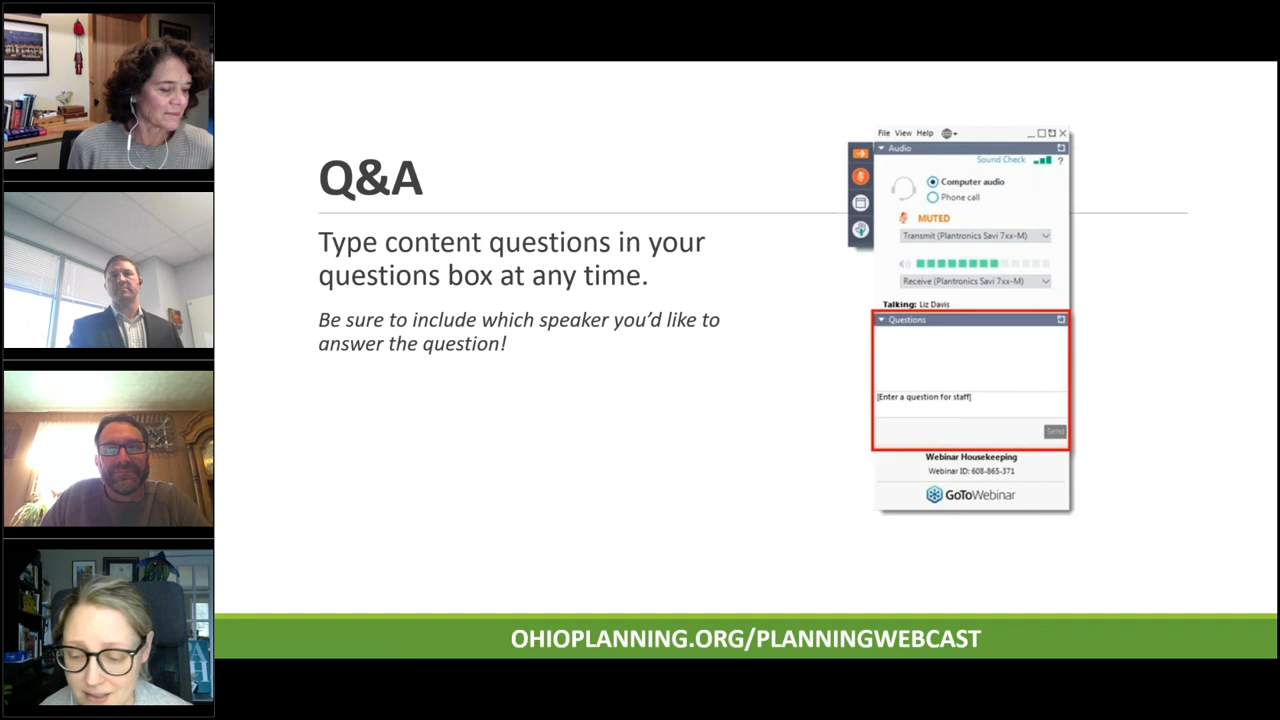 Q&A
Type content questions in your
questions box at any time.
Be sure to include which speaker you'd like to
answer the question!
File View Help
Audio
Sound Check ?
Computer audio
Phone call
MUTED
Transmit (Plantronics Savi 7xx-M)
Receive (Plantronics Savi 7xx-M)
Talking: Liz Davis
Questions
[Enter a question for staff]
Send
Webinar Housekeeping
Webinar ID: 608-865-371
GoToWebinar
OHIOPLANNING.ORG/PLANNINGWEBCAST